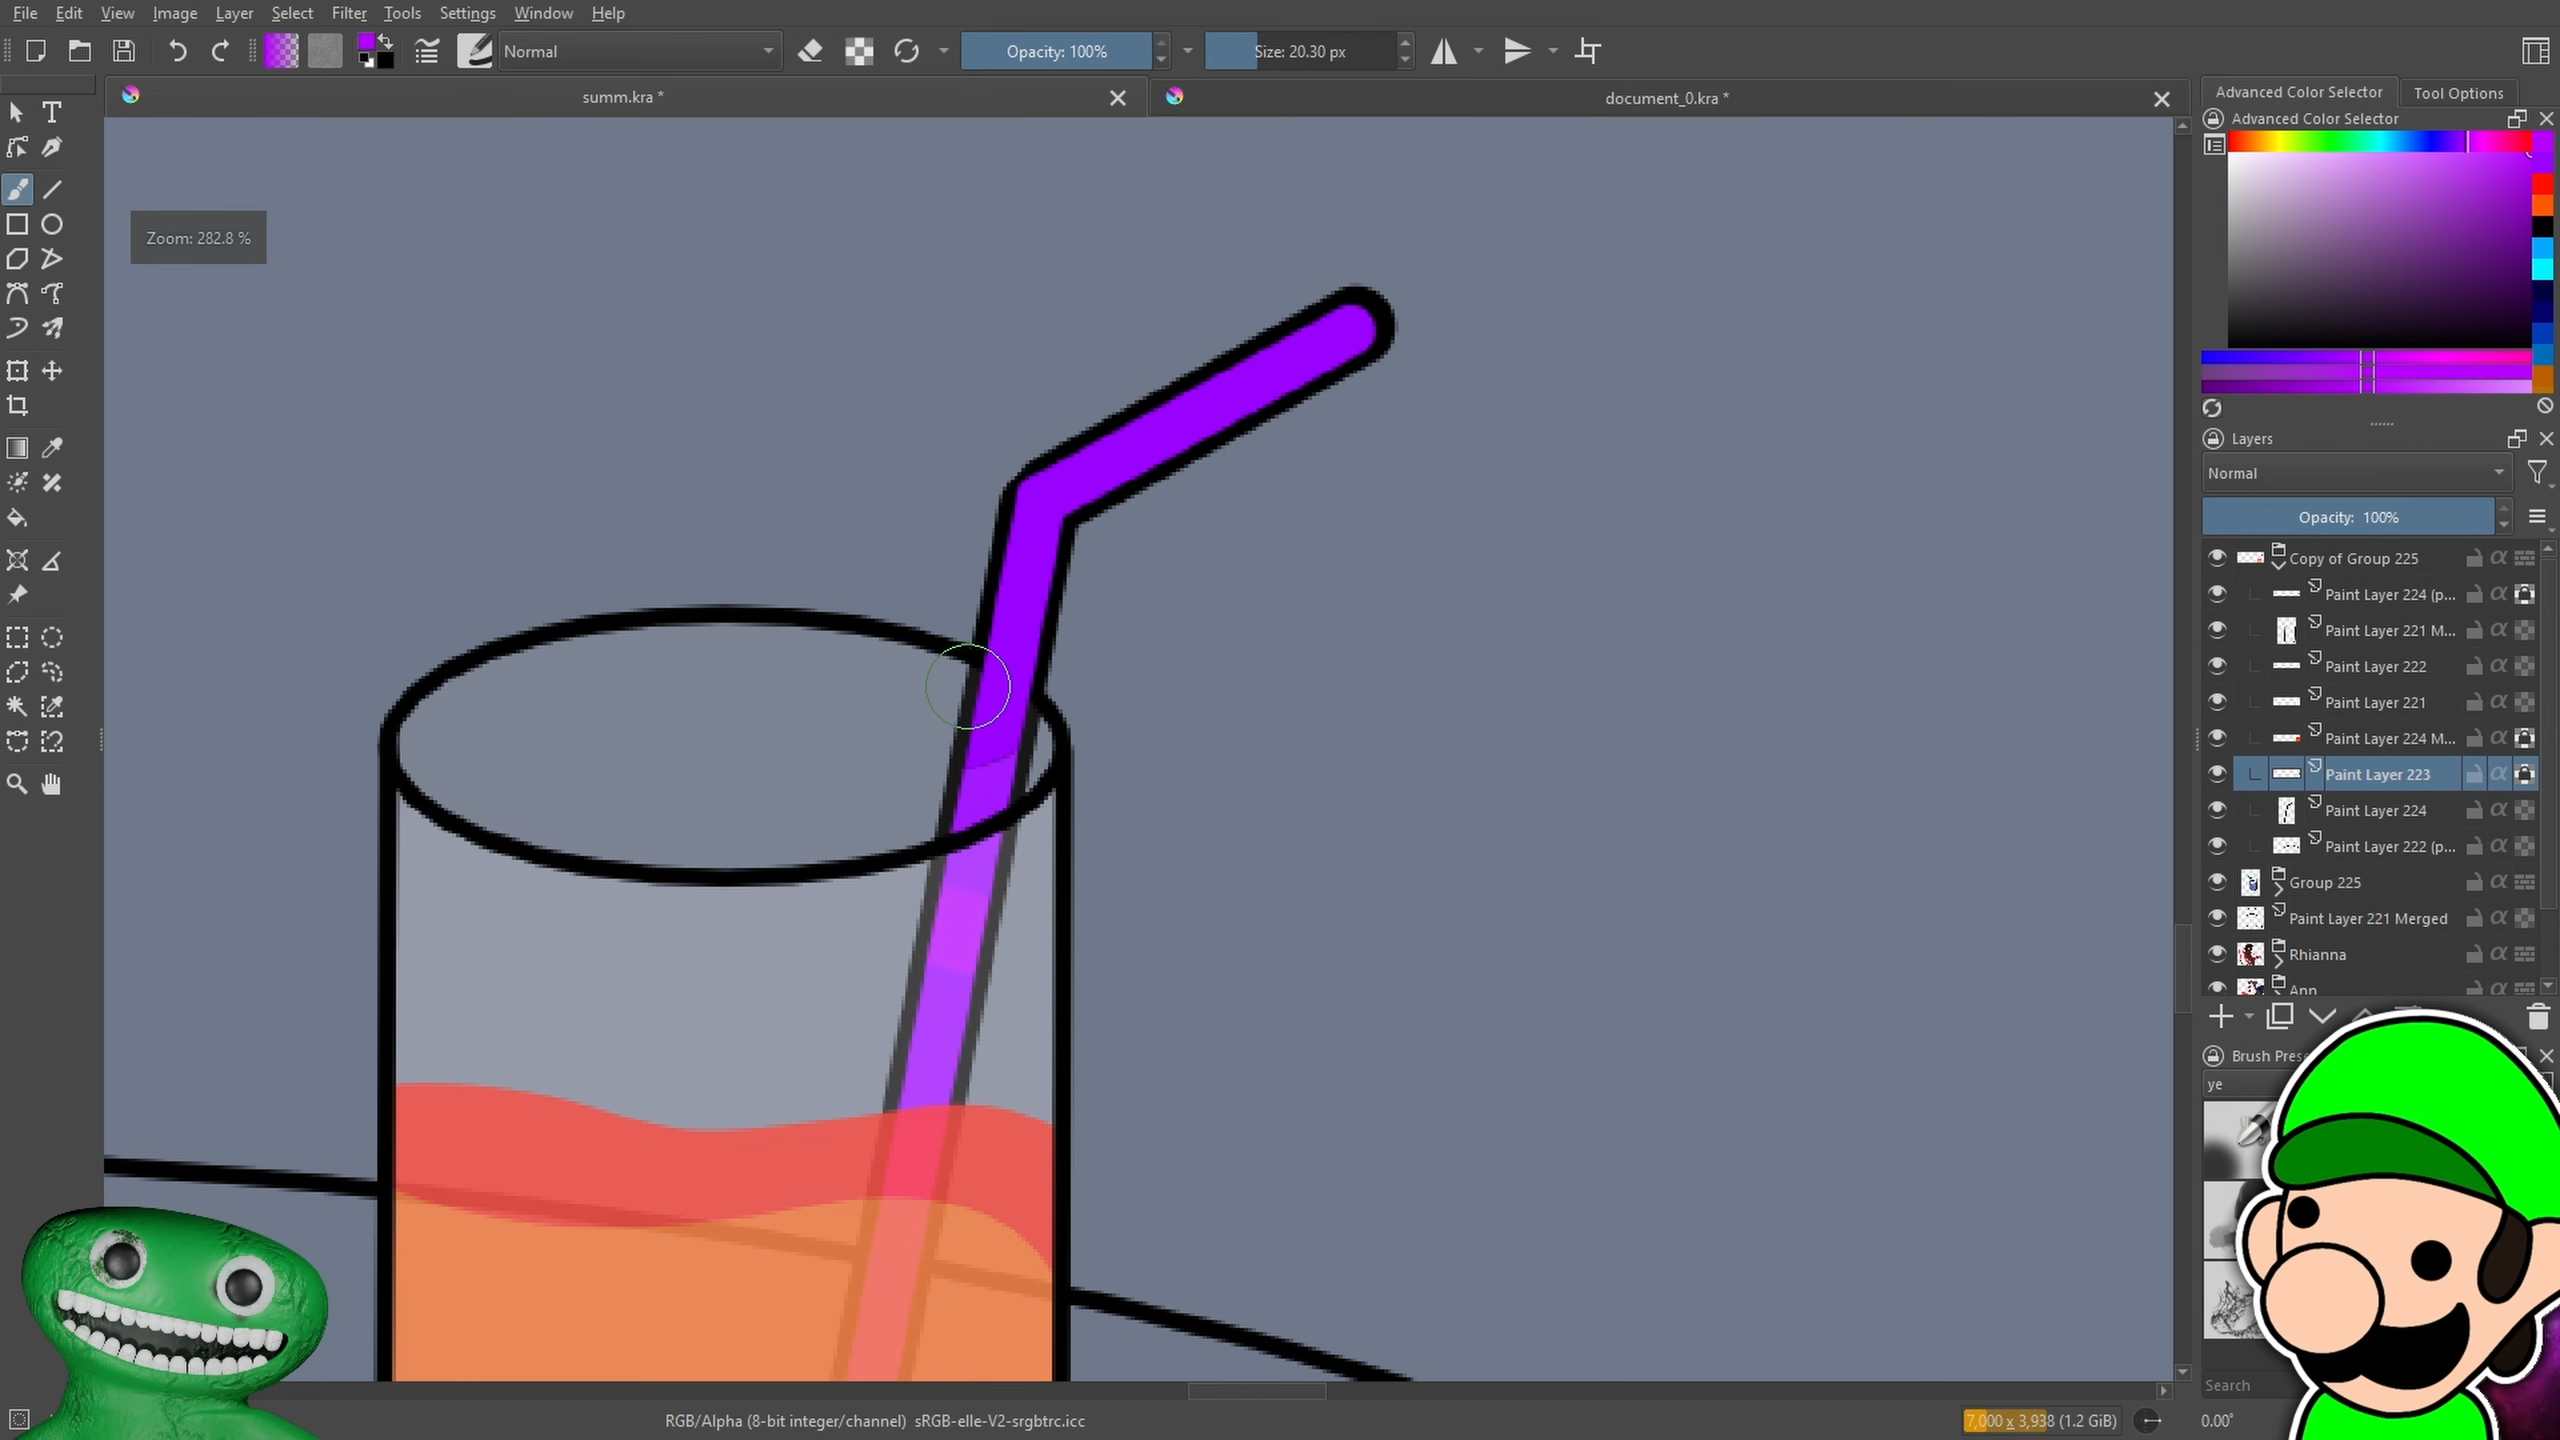 File Edit View Image Layer Select Filter Tools Settings Window Help
Normal
Opacity: 100%
Size: 20.30 px
summ.kra *
document_0.kra *
Advanced Color Selector
Tool Options
Advanced Color Selector
Zoom: 282.8 %
Layers
Normal
Opacity: 100%
Copy of Group 225
Paint Layer 224 (p...
Paint Layer 221 M...
Paint Layer 222
Paint Layer 221
Paint Layer 224 M...
Paint Layer 223
Paint Layer 224
Paint Layer 222 (p...
Group 225
Paint Layer 221 Merged
Rhianna
Ann
Brush Prese
ye
Search
RGB/Alpha (8-bit integer/channel) sRGB-elle-V2-srgbtrc.icc
7,000 x 3,938 (1.2 GiB)
0.00°